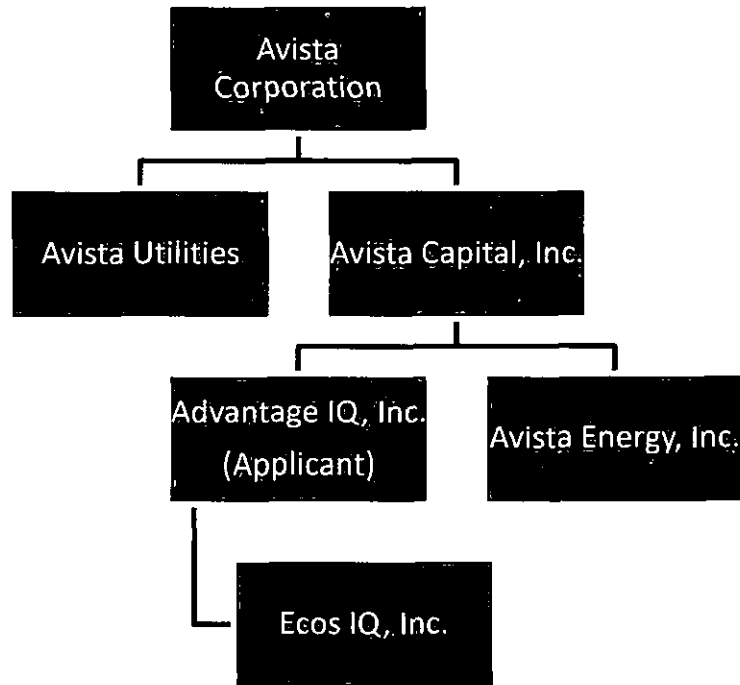 Avista
Corporation
Avista Utilities
Avista Capital, Inc.
Advantage IQ, Inc.
(Applicant)
Avista Energy, Inc.
Ecos IQ, Inc.